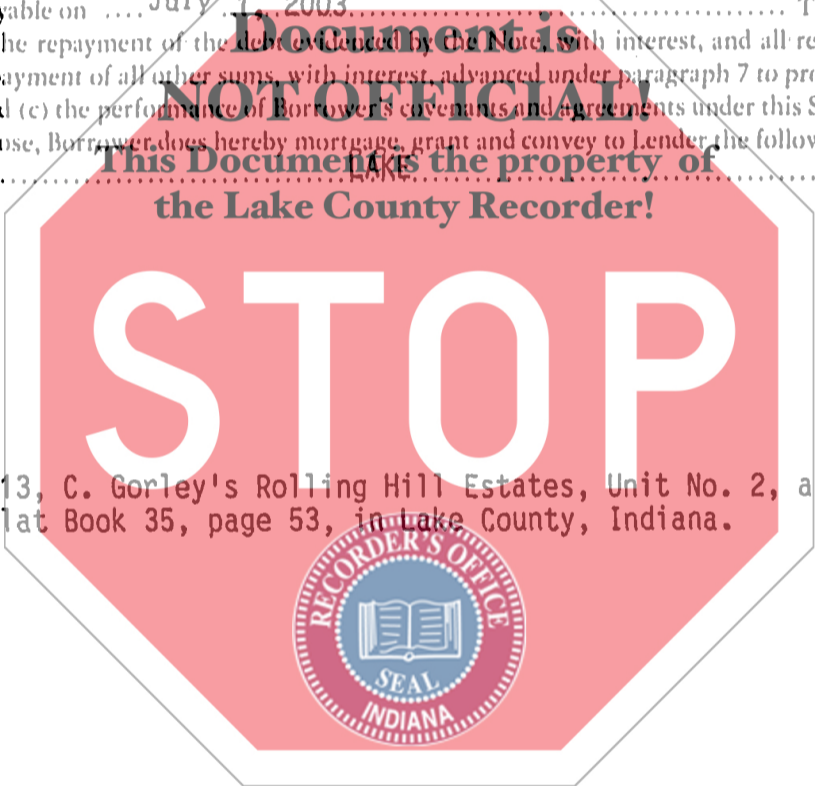 yable on .... July 7, 2003 .... T
Document is
he repayment of the debt evidenced by the Note, with interest, and all re
ayment of all other sums, with interest, advanced under paragraph 7 to pro
NOT OFFICIAL!
l (c) the performance of Borrower's covenants and agreements under this S
ose, Borrower does hereby mortgage, grant and convey to Lender the follow
This Document is the property of
LAKE
the Lake County Recorder!
STOP
13, C. Gorley's Rolling Hill Estates, Unit No. 2, a
lat Book 35, page 53, in Lake County, Indiana.
RECORDER'S OFFICE
SEAL
INDIANA